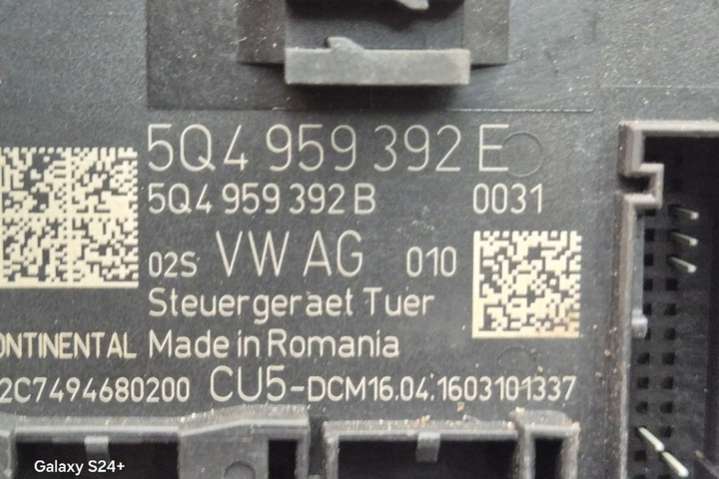 5Q4 959 392 E
5Q4 959 392 B 0031
02S VW AG 010
Steuergeraet Tuer
ONTINENTAL Made in Romania
2C7494680200 CU5-DCM16.04.1603101337
Galaxy S24+